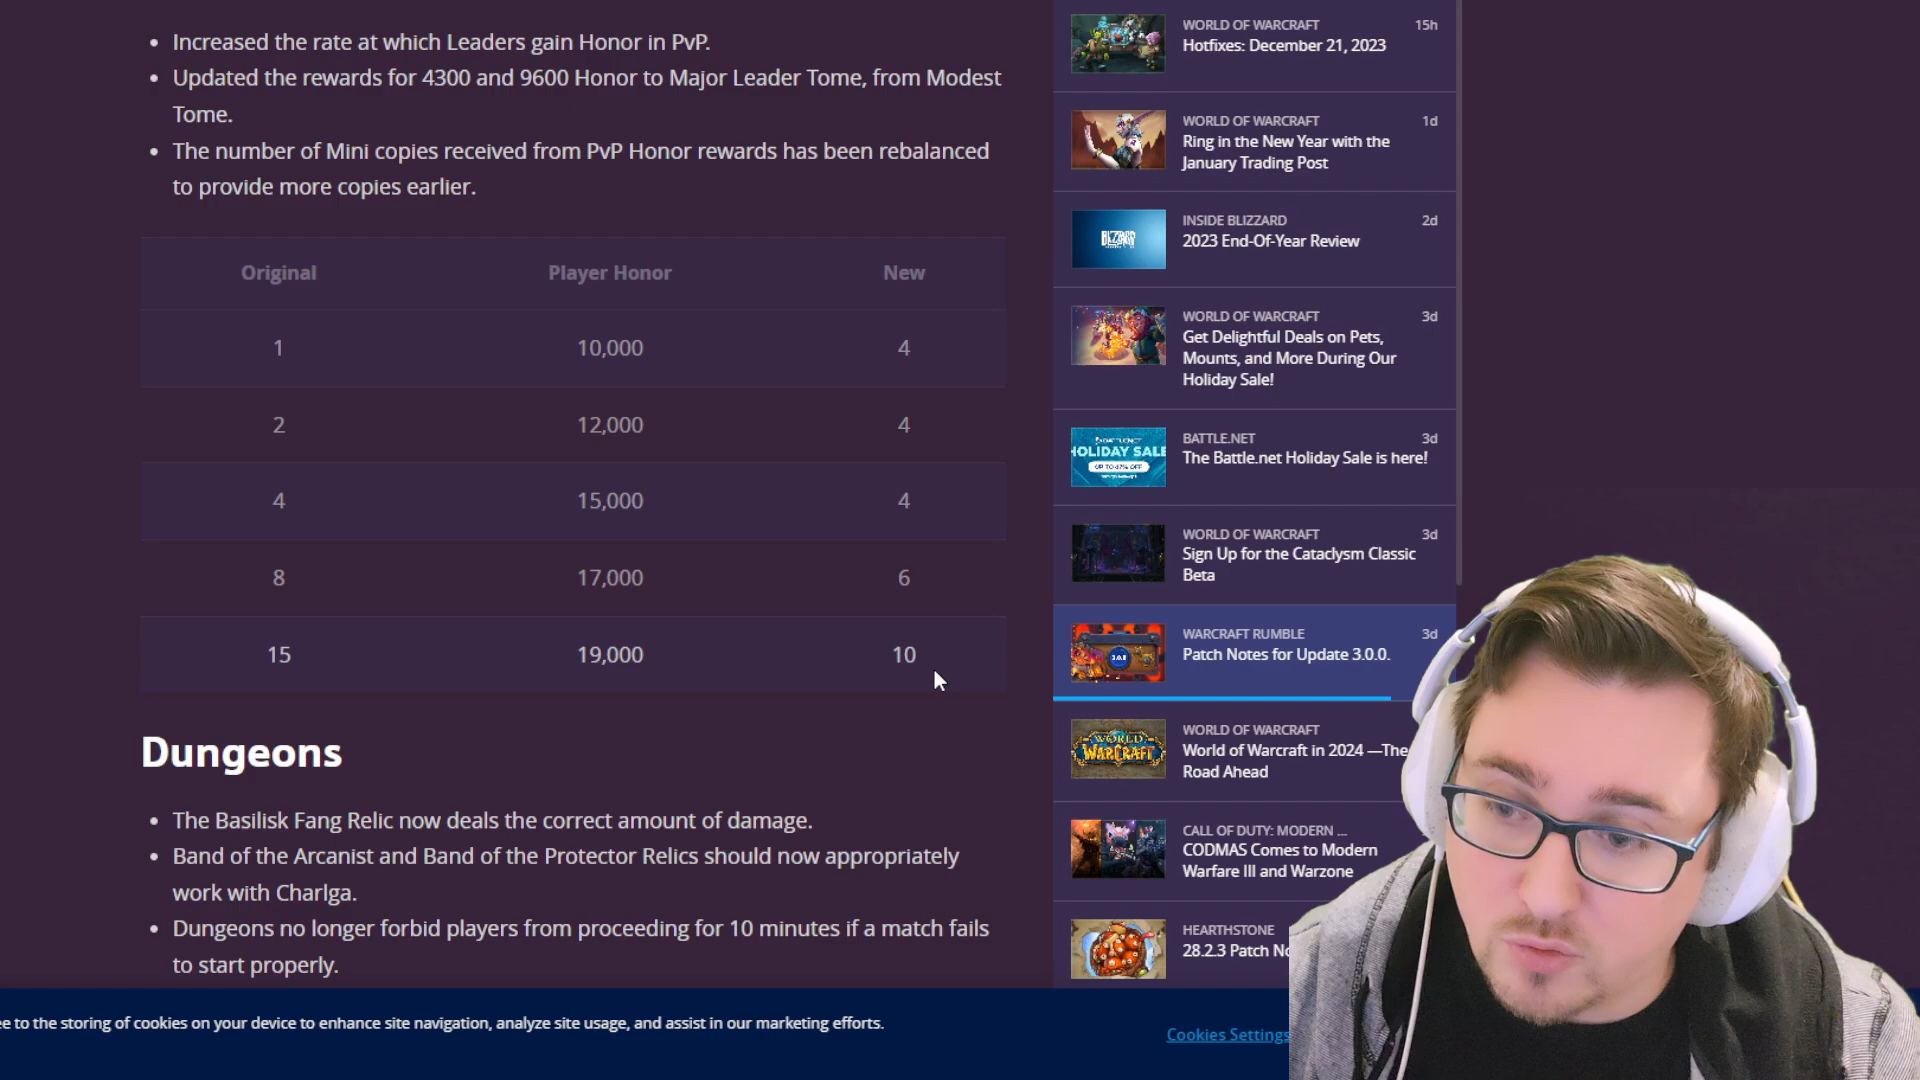 Increased the rate at which Leaders gain Honor in PvP.
Updated the rewards for 4300 and 9600 Honor to Major Leader Tome, from Modest
Tome.
The number of Mini copies received from PvP Honor rewards has been rebalanced
to provide more copies earlier.
Original Player Honor New
1 10,000 4
2 12,000 4
4 15,000 4
8 17,000 6
15 19,000 10
Dungeons
The Basilisk Fang Relic now deals the correct amount of damage.
Band of the Arcanist and Band of the Protector Relics should now appropriately
work with Charlga.
Dungeons no longer forbid players from proceeding for 10 minutes if a match fails
to start properly.
WORLD OF WARCRAFT 15h
Hotfixes: December 21, 2023
WORLD OF WARCRAFT 1d
Ring in the New Year with the
January Trading Post
BLIZZARD
INSIDE BLIZZARD 2d
2023 End-Of-Year Review
WORLD OF WARCRAFT 3d
Get Delightful Deals on Pets,
Mounts, and More During Our
Holiday Sale!
HOLIDAY SALE
BATTLE.NET 3d
The Battle.net Holiday Sale is here!
WORLD OF WARCRAFT 3d
Sign Up for the Cataclysm Classic
Beta
3.0.0
WARCRAFT RUMBLE 3d
Patch Notes for Update 3.0.0.
WORLD OF WARCRAFT
WORLD OF WARCRAFT
World of Warcraft in 2024 —The
Road Ahead
CALL OF DUTY: MODERN ...
CODMAS Comes to Modern
Warfare III and Warzone
HEARTHSTONE
28.2.3 Patch No
ee to the storing of cookies on your device to enhance site navigation, analyze site usage, and assist in our marketing efforts.
Cookies Settings